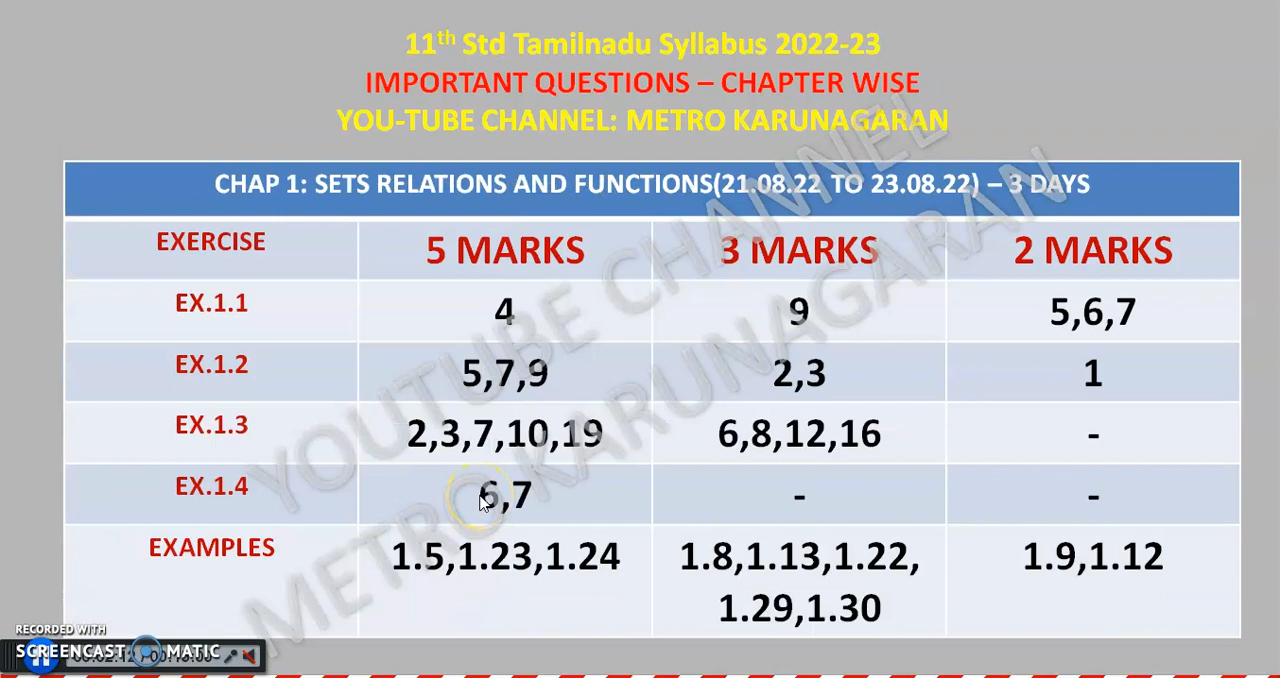 11th Std Tamilnadu Syllabus 2022-23
IMPORTANT QUESTIONS – CHAPTER WISE
YOU-TUBE CHANNEL: METRO KARUNAGARAN
CHAP 1: SETS RELATIONS AND FUNCTIONS(21.08.22 TO 23.08.22) – 3 DAYS
EXERCISE 5 MARKS 3 MARKS 2 MARKS
EX.1.1 4 9 5,6,7
EX.1.2 5,7,9 2,3 1
EX.1.3 2,3,7,10,19 6,8,12,16 -
EX.1.4 6,7 - -
EXAMPLES 1.5,1.23,1.24 1.8,1.13,1.22, 1.9,1.12
1.29,1.30
YOUTUBE CHANNEL
METRO KARUNAGARAN
RECORDED WITH
SCREENCAST MATIC